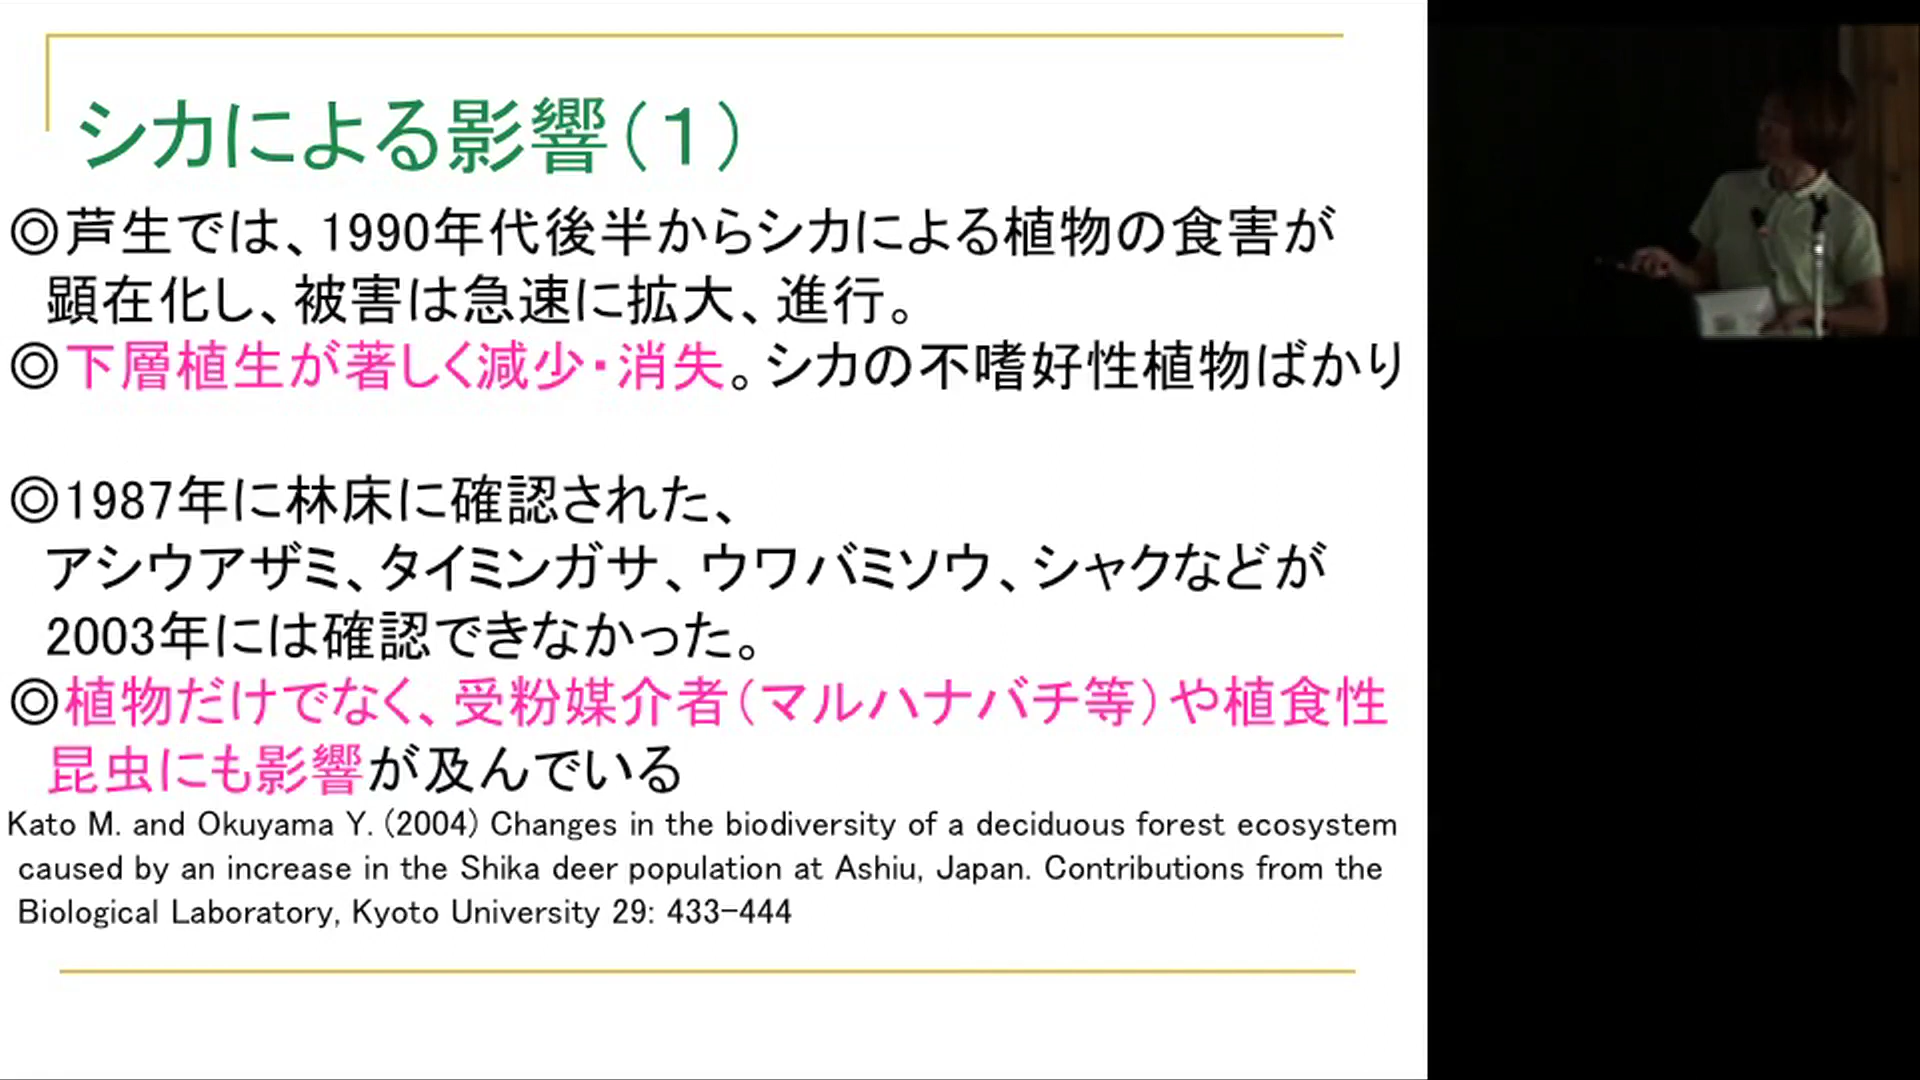 シカによる影響（１）
◎芦生では、1990年代後半からシカによる植物の食害が
顕在化し、被害は急速に拡大、進行。
◎下層植生が著しく減少・消失。シカの不嗜好性植物ばかり
◎1987年に林床に確認された、
アシウアザミ、タイミンガサ、ウワバミソウ、シャクなどが
2003年には確認できなかった。
◎植物だけでなく、受粉媒介者（マルハナバチ等）や植食性
昆虫にも影響が及んでいる
Kato M. and Okuyama Y. (2004) Changes in the biodiversity of a deciduous forest ecosystem
caused by an increase in the Shika deer population at Ashiu, Japan. Contributions from the
Biological Laboratory, Kyoto University 29: 433-444